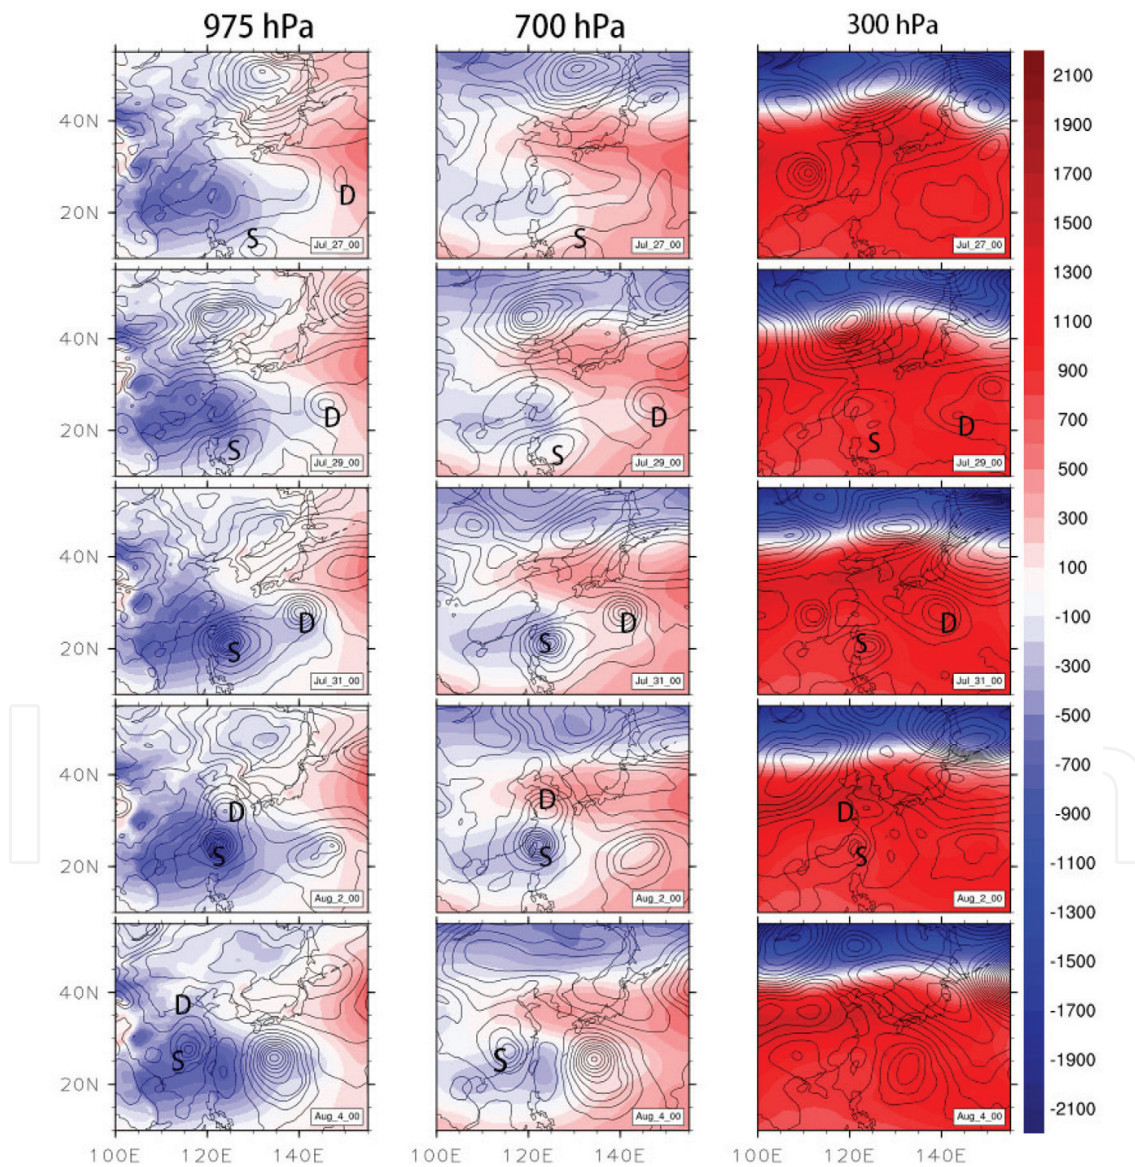 975 hPa 700 hPa 300 hPa
2100
1900
1700
1500
1300
1100
900
700
500
300
100
-100
-300
-500
-700
-900
-1100
-1300
-1500
-1700
-1900
-2100
40N
20N
D
S
Jul_27_00
S
Jul_27_00
Jul_27_00
40N
20N
D
S
Jul_29_00
D
S
Jul_29_00
D
S
Jul_29_00
40N
20N
D
S
Jul_31_00
D
S
Jul_31_00
D
S
Jul_31_00
40N
20N
D
S
Aug_2_00
D
S
Aug_2_00
D
S
Aug_2_00
40N
20N
D
S
Aug_4_00
S
Aug_4_00
Aug_4_00
100E 120E 140E 100E 120E 140E 100E 120E 140E